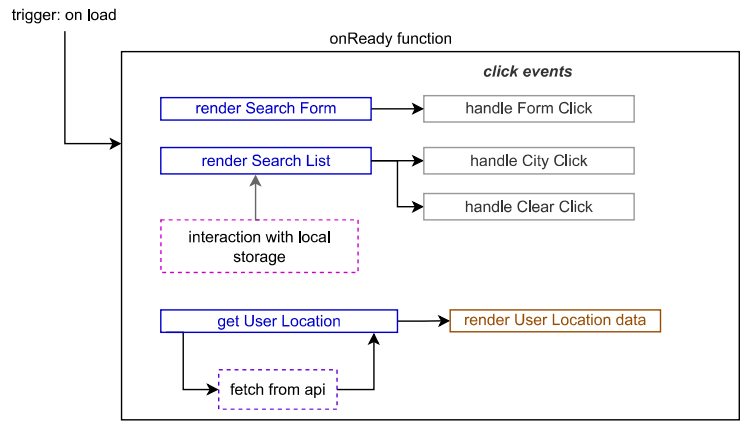 trigger: on load
onReady function
click events
render Search Form
handle Form Click
render Search List
handle City Click
handle Clear Click
interaction with local
storage
get User Location
render User Location data
fetch from api